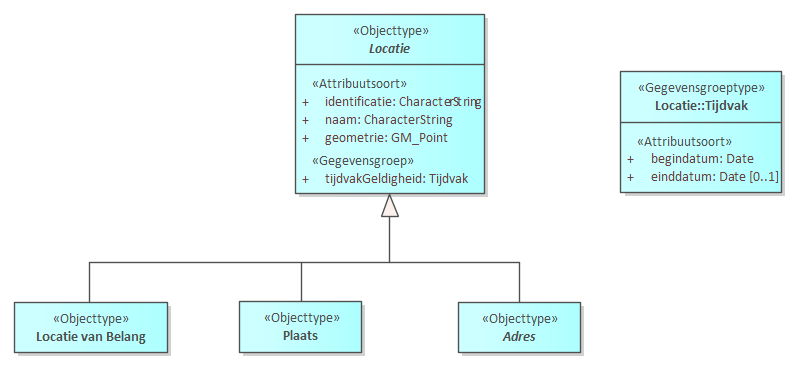 «Objecttype»
Locatie
«Attribuutsoort»
+ identificatie: CharacterString
+ naam: CharacterString
+ geometrie: GM_Point
«Gegevensgroep»
+ tijdvakGeldigheid: Tijdvak
«Gegevensgroeptype»
Locatie::Tijdvak
«Attribuutsoort»
+ begindatum: Date
+ einddatum: Date [0..1]
«Objecttype»
Locatie van Belang
«Objecttype»
Plaats
«Objecttype»
Adres